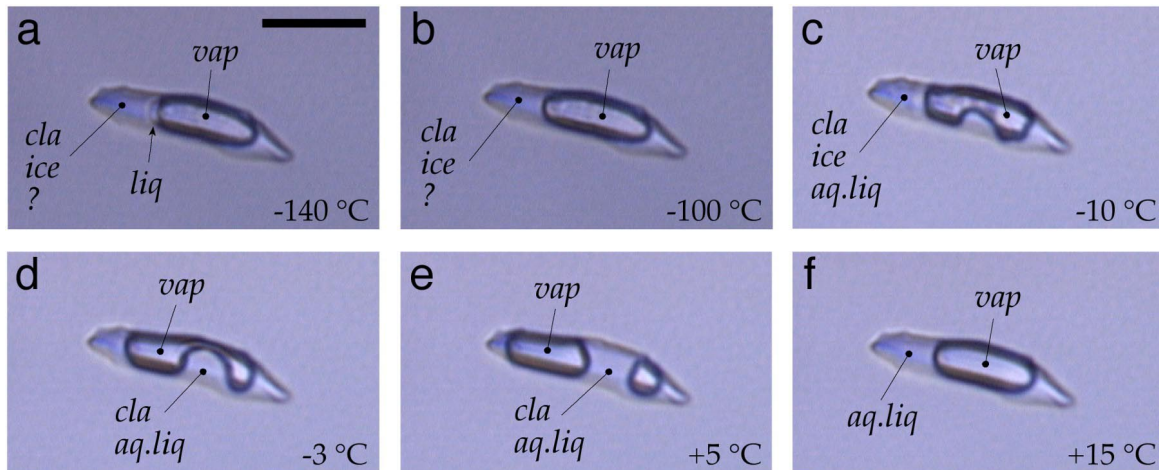 a
vap
cla
ice
?
liq
-140 °C
b
vap
cla
ice
?
-100 °C
c
vap
cla
ice
aq.liq
-10 °C
d
vap
cla
aq.liq
-3 °C
e
vap
cla
aq.liq
+5 °C
f
vap
aq.liq
+15 °C